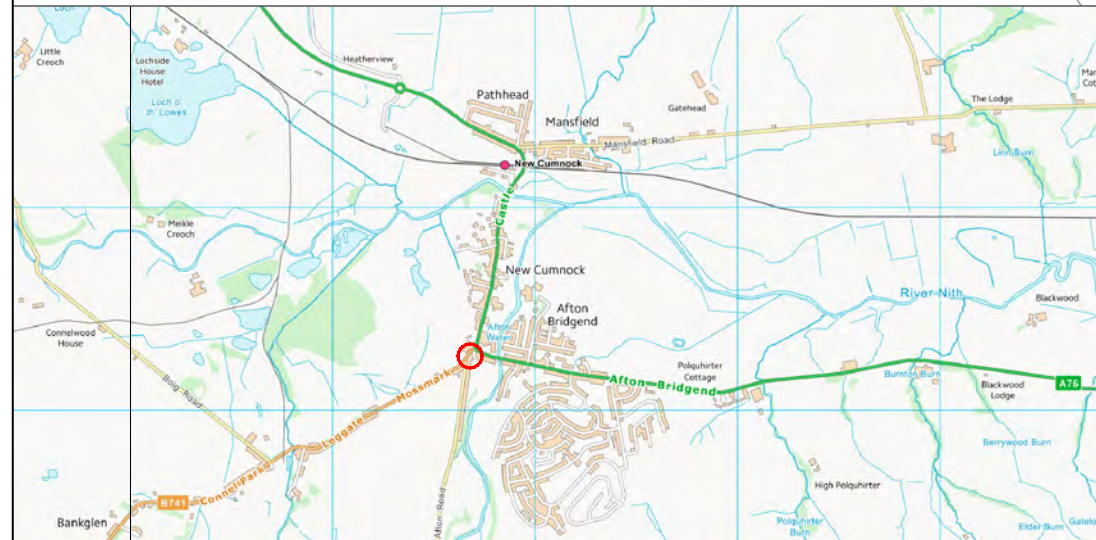 Loch
Little
Creoch
Lochside
House
Hotel
Loch o'
th' Lowes
Heatherview
Pathhead
Mansfield
Gatehead
The Lodge
Mansfield Road
Linn Burn
New Cumnock
Castle
Meikle
Creoch
New Cumnock
River Nith
Blackwood
Afton
Bridgend
Afton
Water
Connelwood
House
Boig Road
Polquhirter
Cottage
Afton Bridgend
Burnton Burn
Blackwood
Lodge
A76
Mossmark
Leggate
Connel Park
B741
Bankglen
Afton Road
Berrywood Burn
High Polquhirter
Polquhirter
Burn
Elder Burn